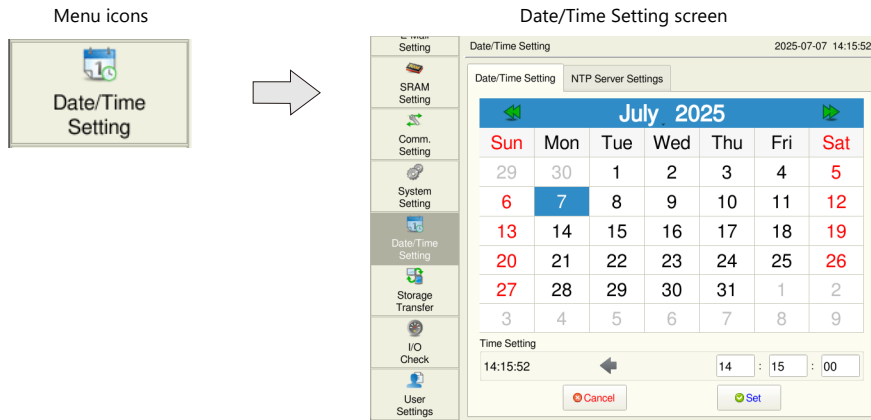 Menu icons
Date/Time Setting screen
Date/Time
Setting
E-Mail
Setting
SRAM
Setting
Comm.
Setting
System
Setting
Date/Time
Setting
Storage
Transfer
I/O
Check
User
Settings
Date/Time Setting 2025-07-07 14:15:52
Date/Time Setting NTP Server Settings
July 2025
Sun Mon Tue Wed Thu Fri Sat
29 30 1 2 3 4 5
6 7 8 9 10 11 12
13 14 15 16 17 18 19
20 21 22 23 24 25 26
27 28 29 30 31 1 2
3 4 5 6 7 8 9
Time Setting
14:15:52 14 : 15 : 00
Cancel Set